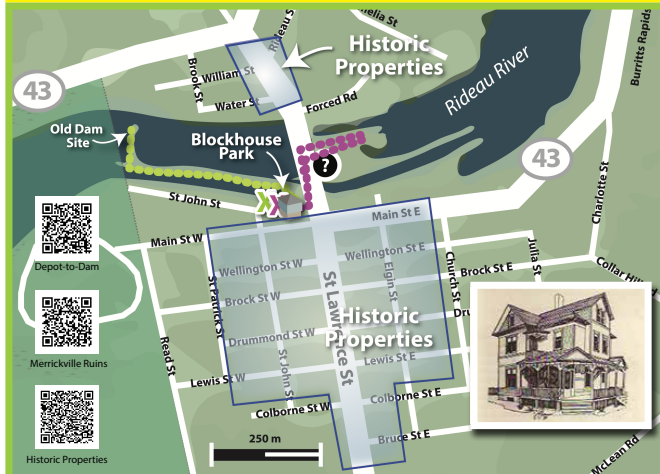 Rideau S
Historic
Properties
Burritts Rapids
Brook St
William St
Water St
Forced Rd
Rideau River
43
43
Old Dam
Site
Blockhouse
Park
?
St John St
Charlotte St
Main St E
Main St W
Wellington St W
Wellington St E
Julia St
Church St
Brock St E
Collar Hill
Depot-to-Dam
St Patrick St
Brock St W
St Lawrence St
Elgin St
Historic
Properties
Drummond St W
Dru
Merrickville Ruins
Read St
St John St
Lewis St W
Lewis St E
Colborne St W
Colborne St E
Bruce St E
250 m
McLean Rd
Historic Properties